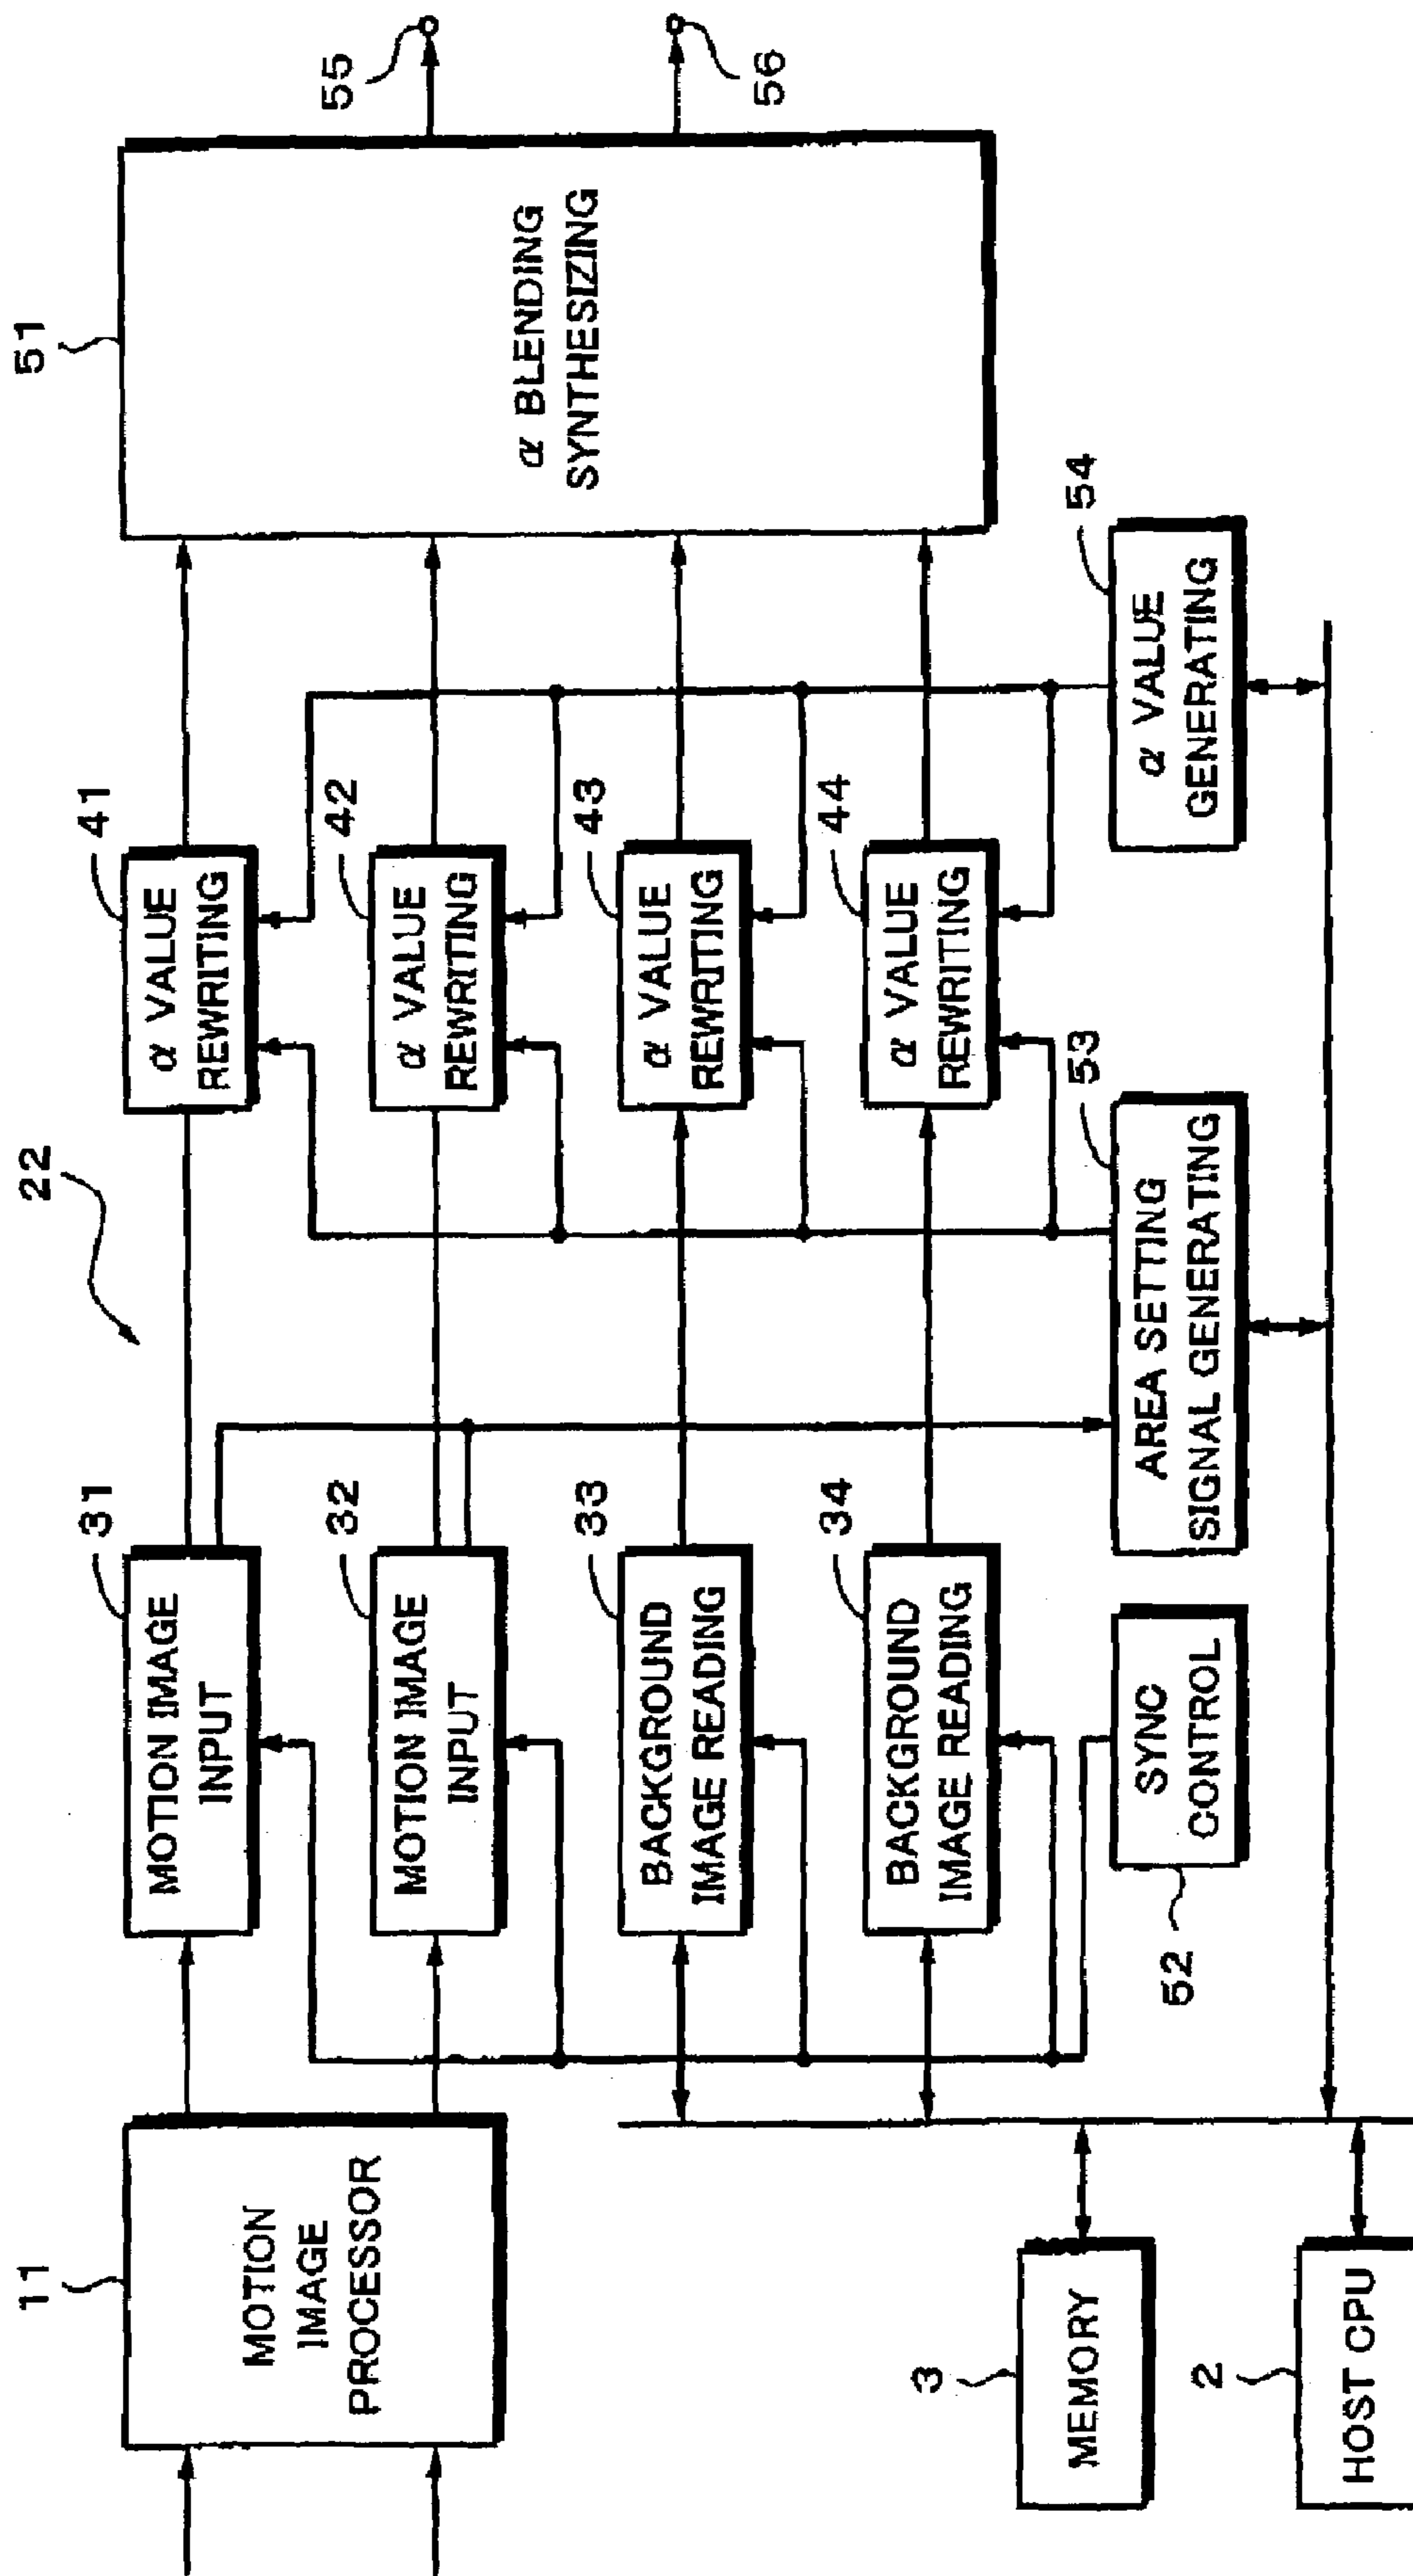 11
MOTION
IMAGE
PROCESSOR
31
MOTION IMAGE
INPUT
32
MOTION IMAGE
INPUT
33
BACKGROUND
IMAGE READING
34
BACKGROUND
IMAGE READING
22
41
α VALUE
REWRITING
42
α VALUE
REWRITING
43
α VALUE
REWRITING
44
α VALUE
REWRITING
51
α BLENDING
SYNTHESIZING
55
56
52
SYNC
CONTROL
53
AREA SETTING
SIGNAL GENERATING
54
α VALUE
GENERATING
3
MEMORY
2
HOST CPU